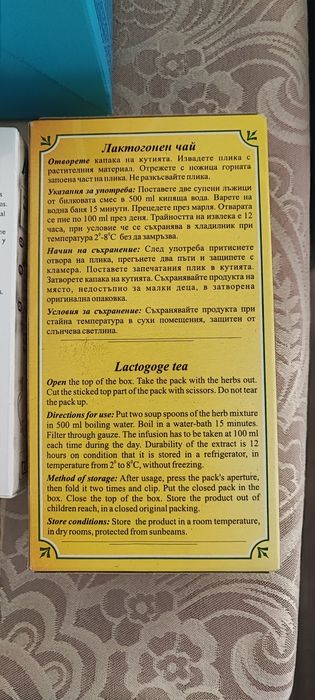 Лактогонен чай
Отворете капака на кутията. Извадете плика с
растителния материал. Отрежете с ножица горната
запоена част на плика. Не разкъсвайте плика.
Указания за употреба: Поставете две супени лъжици
от билковата смес в 500 ml кипяща вода. Варете на
водна баня 15 минути. Прецедете през марля. Отварата
се пие по 100 ml през деня. Трайността на извлека е 12
часа, при условие че се съхранява в хладилник при
температура 2°-8°С без да замръзва.
Начин на съхранение: След употреба притиснете
отвора на плика, прегънете два пъти и защипете с
кламера. Поставете запечатания плик в кутията.
Затворете капака на кутията. Съхранявайте продукта на
място, недостъпно за малки деца, в затворена
оригинална опаковка.
Условия за съхранение: Съхранявайте продукта при
стайна температура в сухи помещения, защитен от
слънчева светлина.
Lactogoge tea
Open the top of the box. Take the pack with the herbs out.
Cut the sticked top part of the pack with scissors. Do not tear
the pack up.
Directions for use: Put two soup spoons of the herb mixture
in 500 ml boiling water. Boil in a water-bath 15 minutes.
Filter through gauze. The infusion has to be taken at 100 ml
each time during the day. Durability of the extract is 12
hours on condition that it is stored in a refrigerator, in
temperature from 2° to 8°C, without freezing.
Method of storage: After usage, press the pack's aperture,
then fold it two times and clip. Put the closed pack in the
box. Close the top of the box. Store the product out of
children reach, in a closed original packing.
Store conditions: Store the product in a room temperature,
in dry rooms, protected from sunbeams.